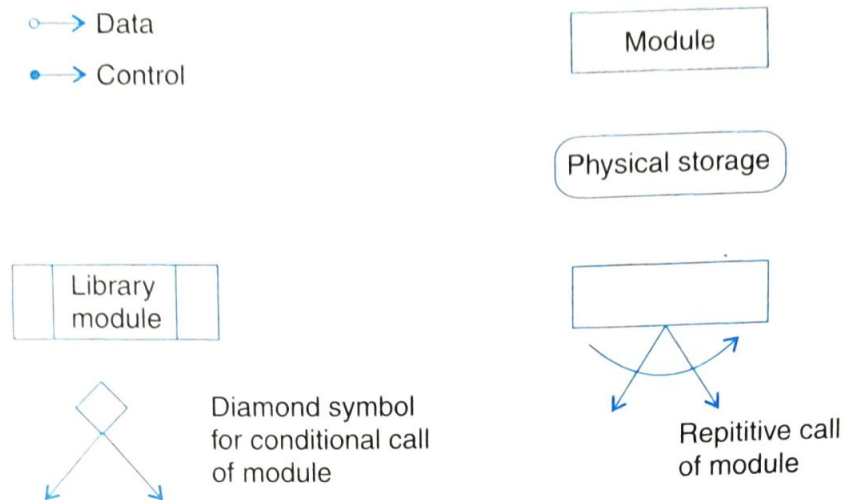 Data
Control
Module
Physical storage
Library
module
Diamond symbol
for conditional call
of module
Repititive call
of module